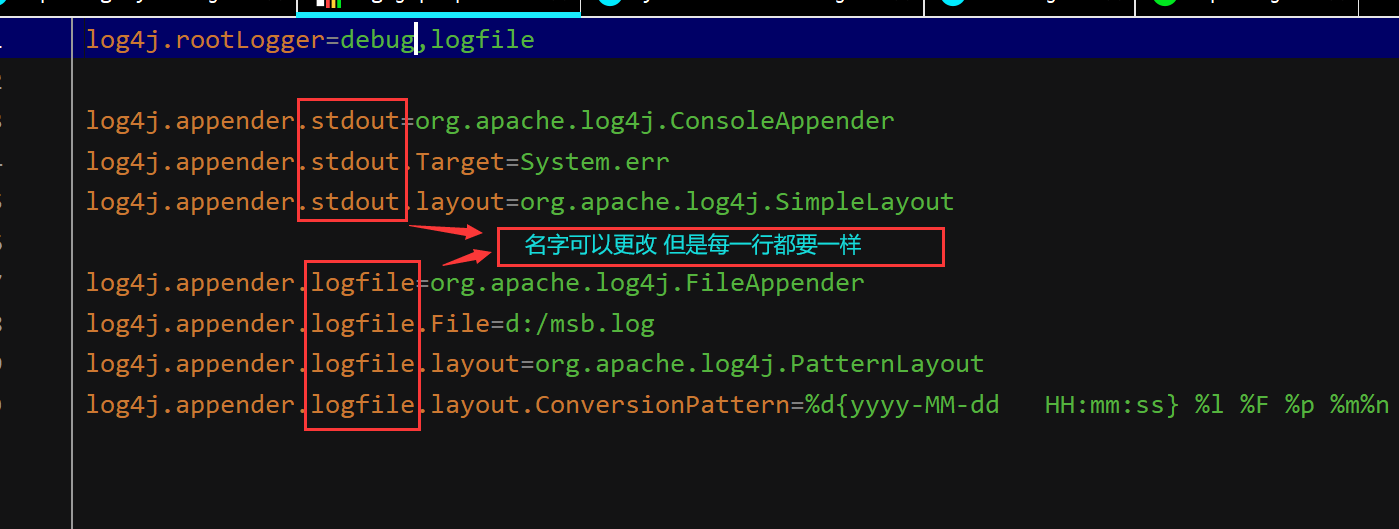 log4j.rootLogger=debug,logfile
log4j.appender.stdout=org.apache.log4j.ConsoleAppender
log4j.appender.stdout.Target=System.err
log4j.appender.stdout.layout=org.apache.log4j.SimpleLayout
名字可以更改 但是每一行都要一样
log4j.appender.logfile=org.apache.log4j.FileAppender
log4j.appender.logfile.File=d:/msb.log
log4j.appender.logfile.layout=org.apache.log4j.PatternLayout
log4j.appender.logfile.layout.ConversionPattern=%d{yyyy-MM-dd   HH:mm:ss} %l %F %p %m%n